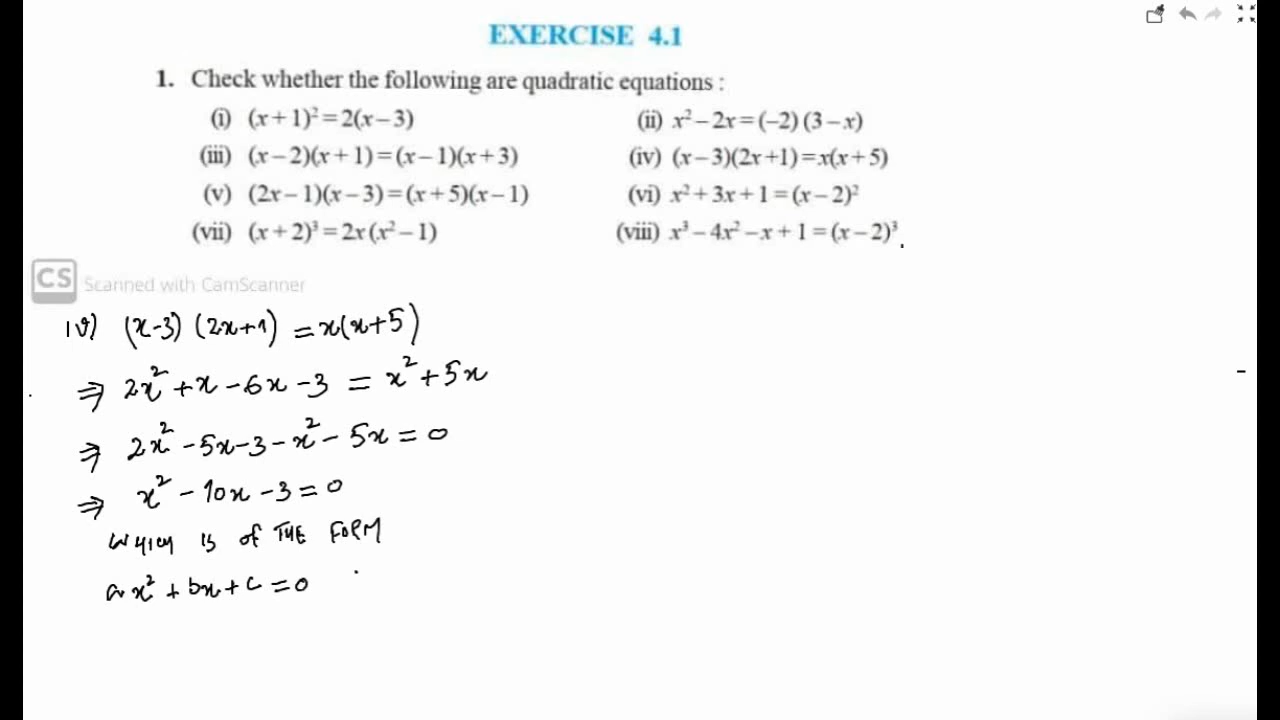 EXERCISE 4.1
1. Check whether the following are quadratic equations :
(i) (x + 1)² = 2(x – 3) (ii) x² – 2x = (–2) (3 – x)
(iii) (x – 2)(x + 1) = (x – 1)(x + 3) (iv) (x – 3)(2x +1) = x(x + 5)
(v) (2x – 1)(x – 3) = (x + 5)(x – 1) (vi) x² + 3x + 1 = (x – 2)²
(vii) (x + 2)³ = 2x (x² – 1) (viii) x³ – 4x² – x + 1 = (x – 2)³.
CS Scanned with CamScanner
iv) (x-3) (2x+1) = x(x+5)
⇒ 2x² + x - 6x - 3 = x² + 5x
⇒ 2x² - 5x - 3 - x² - 5x = 0
⇒ x² - 10x - 3 = 0
Which is of THE FORM
ax² + bx + c = 0